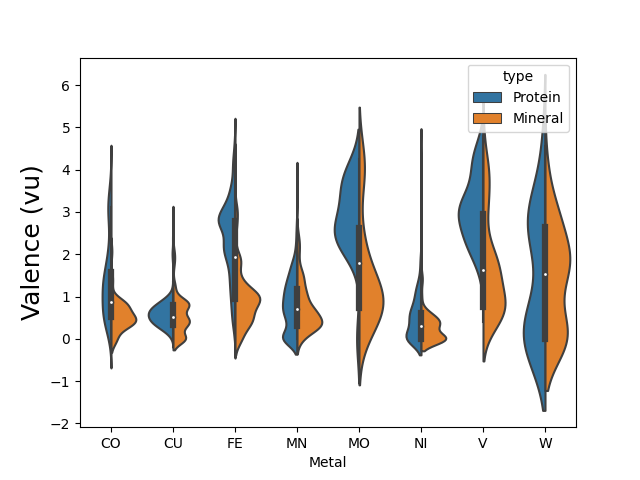 type
Protein
Mineral
6
5
4
3
2
1
0
−1
−2
Valence (vu)
CO CU FE MN MO NI V W
Metal